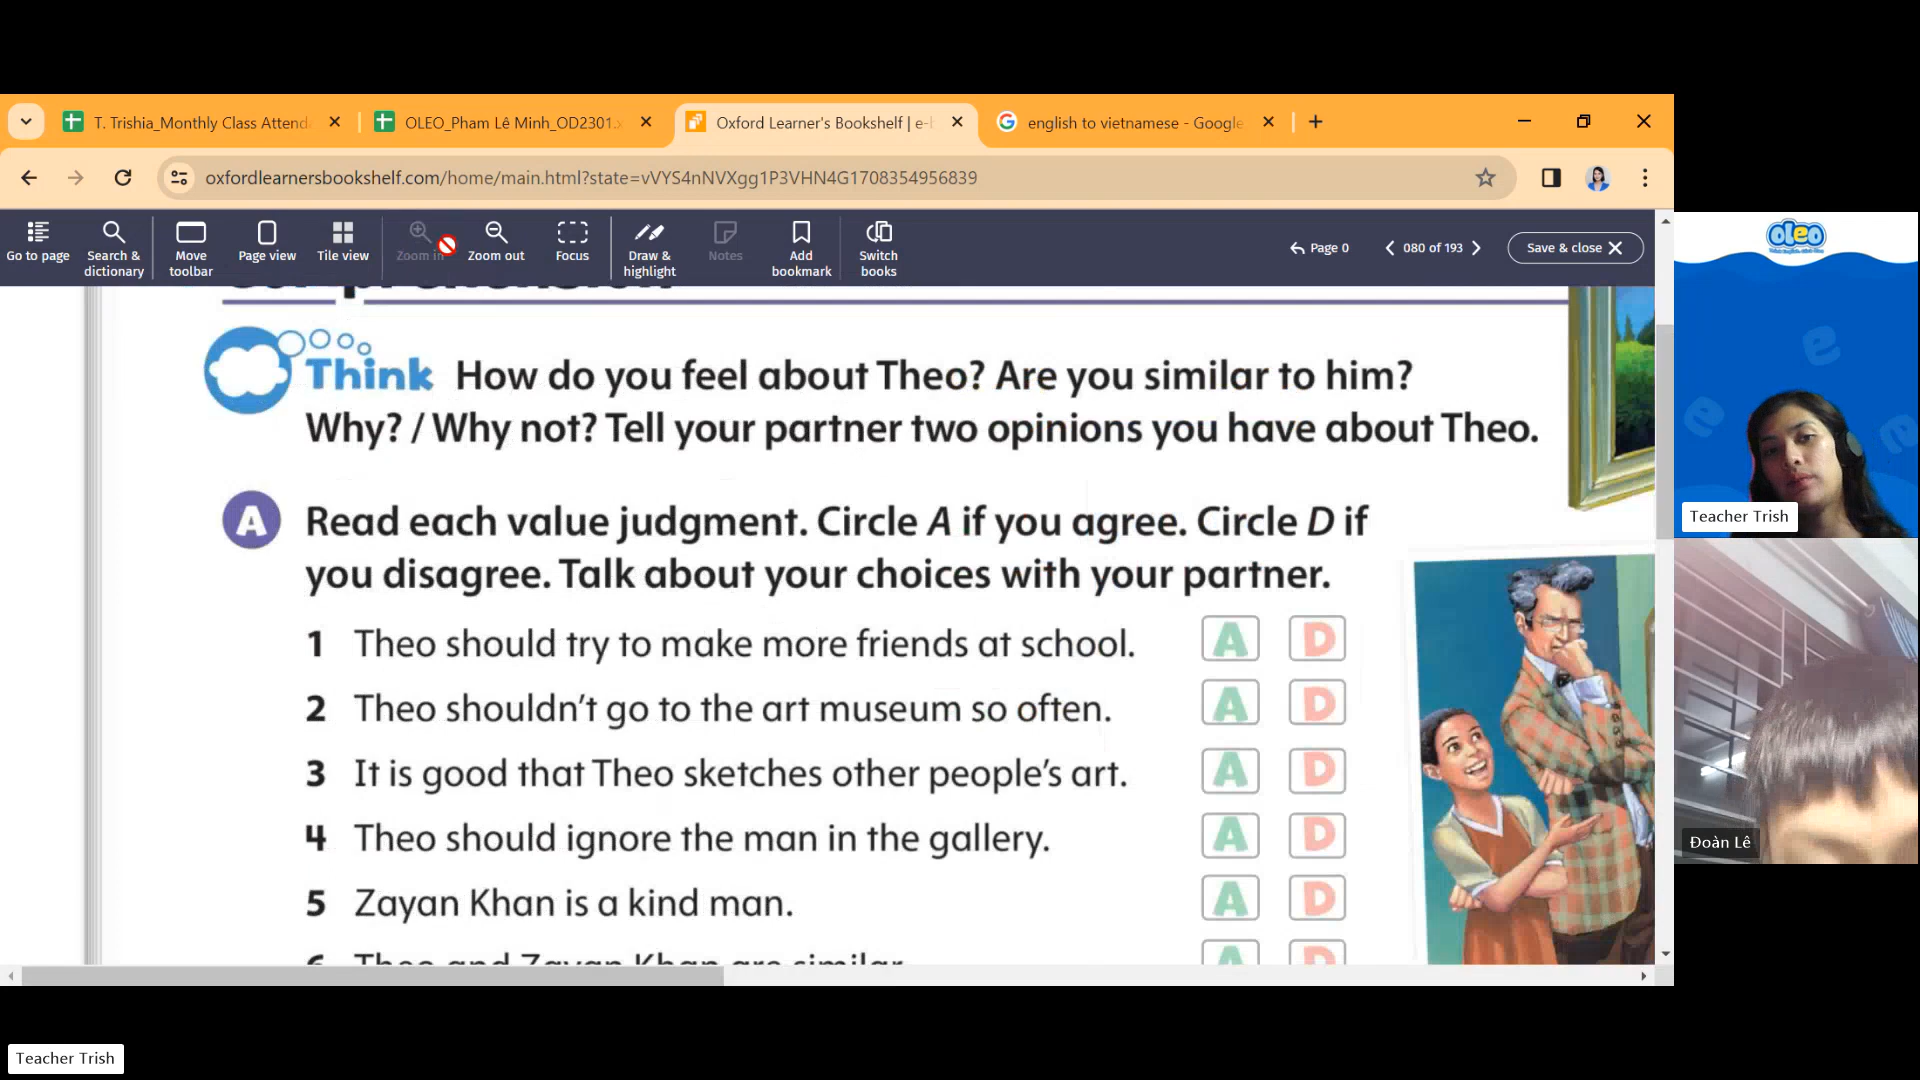 T. Trishia_Monthly Class Attend
OLEO_Pham Lê Minh_OD2301.x
Oxford Learner's Bookshelf | e-
english to vietnamese - Google
oxfordlearnersbookshelf.com/home/main.html?state=vVYS4nNVXgg1P3VHN4G1708354956839
Go to page
Search & dictionary
Move toolbar
Page view
Tile view
Zoom in
Zoom out
Focus
Draw & highlight
Notes
Add bookmark
Switch books
Page 0
080 of 193
Save & close
Think How do you feel about Theo? Are you similar to him?
Why? / Why not? Tell your partner two opinions you have about Theo.
A Read each value judgment. Circle A if you agree. Circle D if
you disagree. Talk about your choices with your partner.
1 Theo should try to make more friends at school. A D
2 Theo shouldn't go to the art museum so often. A D
3 It is good that Theo sketches other people's art. A D
4 Theo should ignore the man in the gallery. A D
5 Zayan Khan is a kind man. A D
6 Theo and Zayan Khan are similar. A D
oleo
Teacher Trish
Đoàn Lê
Teacher Trish